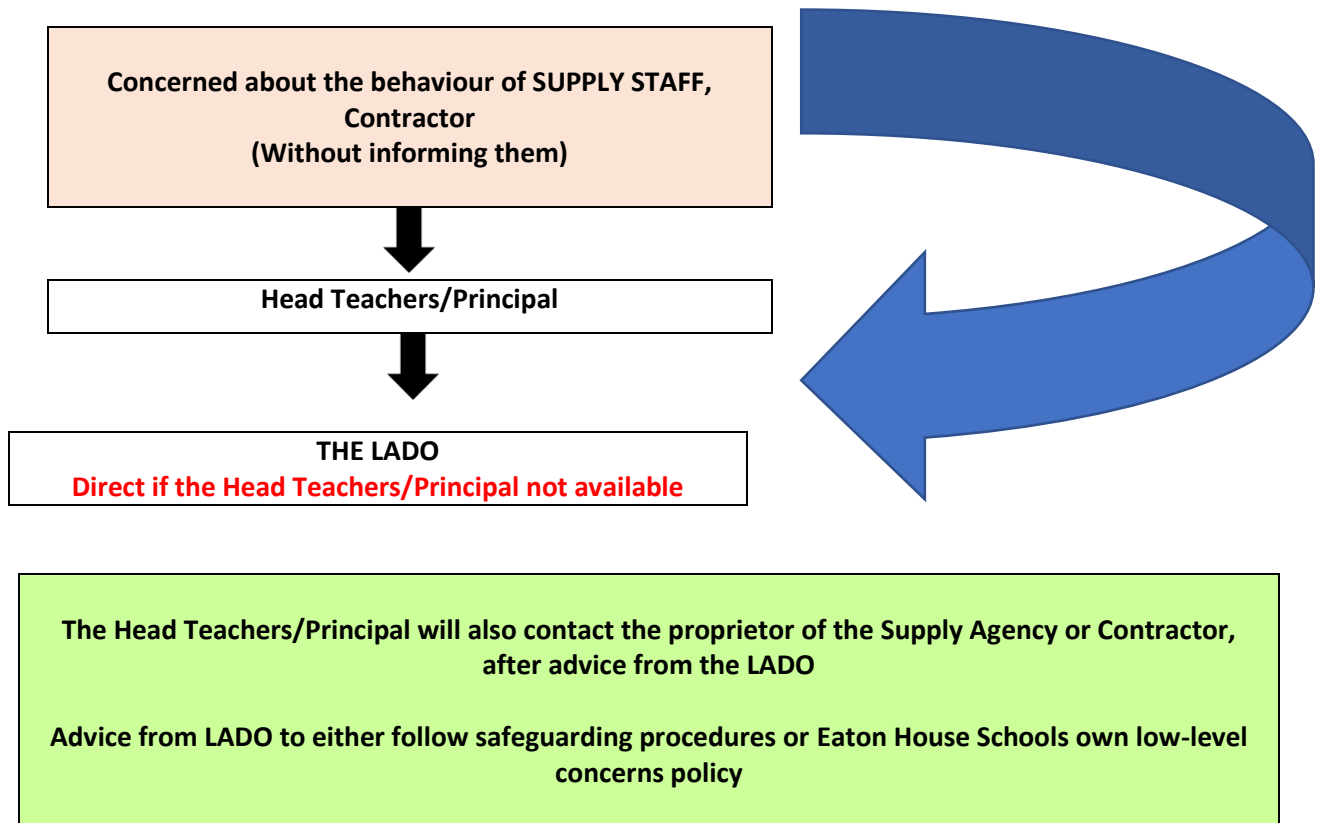 Concerned about the behaviour of SUPPLY STAFF,
Contractor
(Without informing them)
Head Teachers/Principal
THE LADO
Direct if the Head Teachers/Principal not available
The Head Teachers/Principal will also contact the proprietor of the Supply Agency or Contractor,
after advice from the LADO
Advice from LADO to either follow safeguarding procedures or Eaton House Schools own low-level
concerns policy